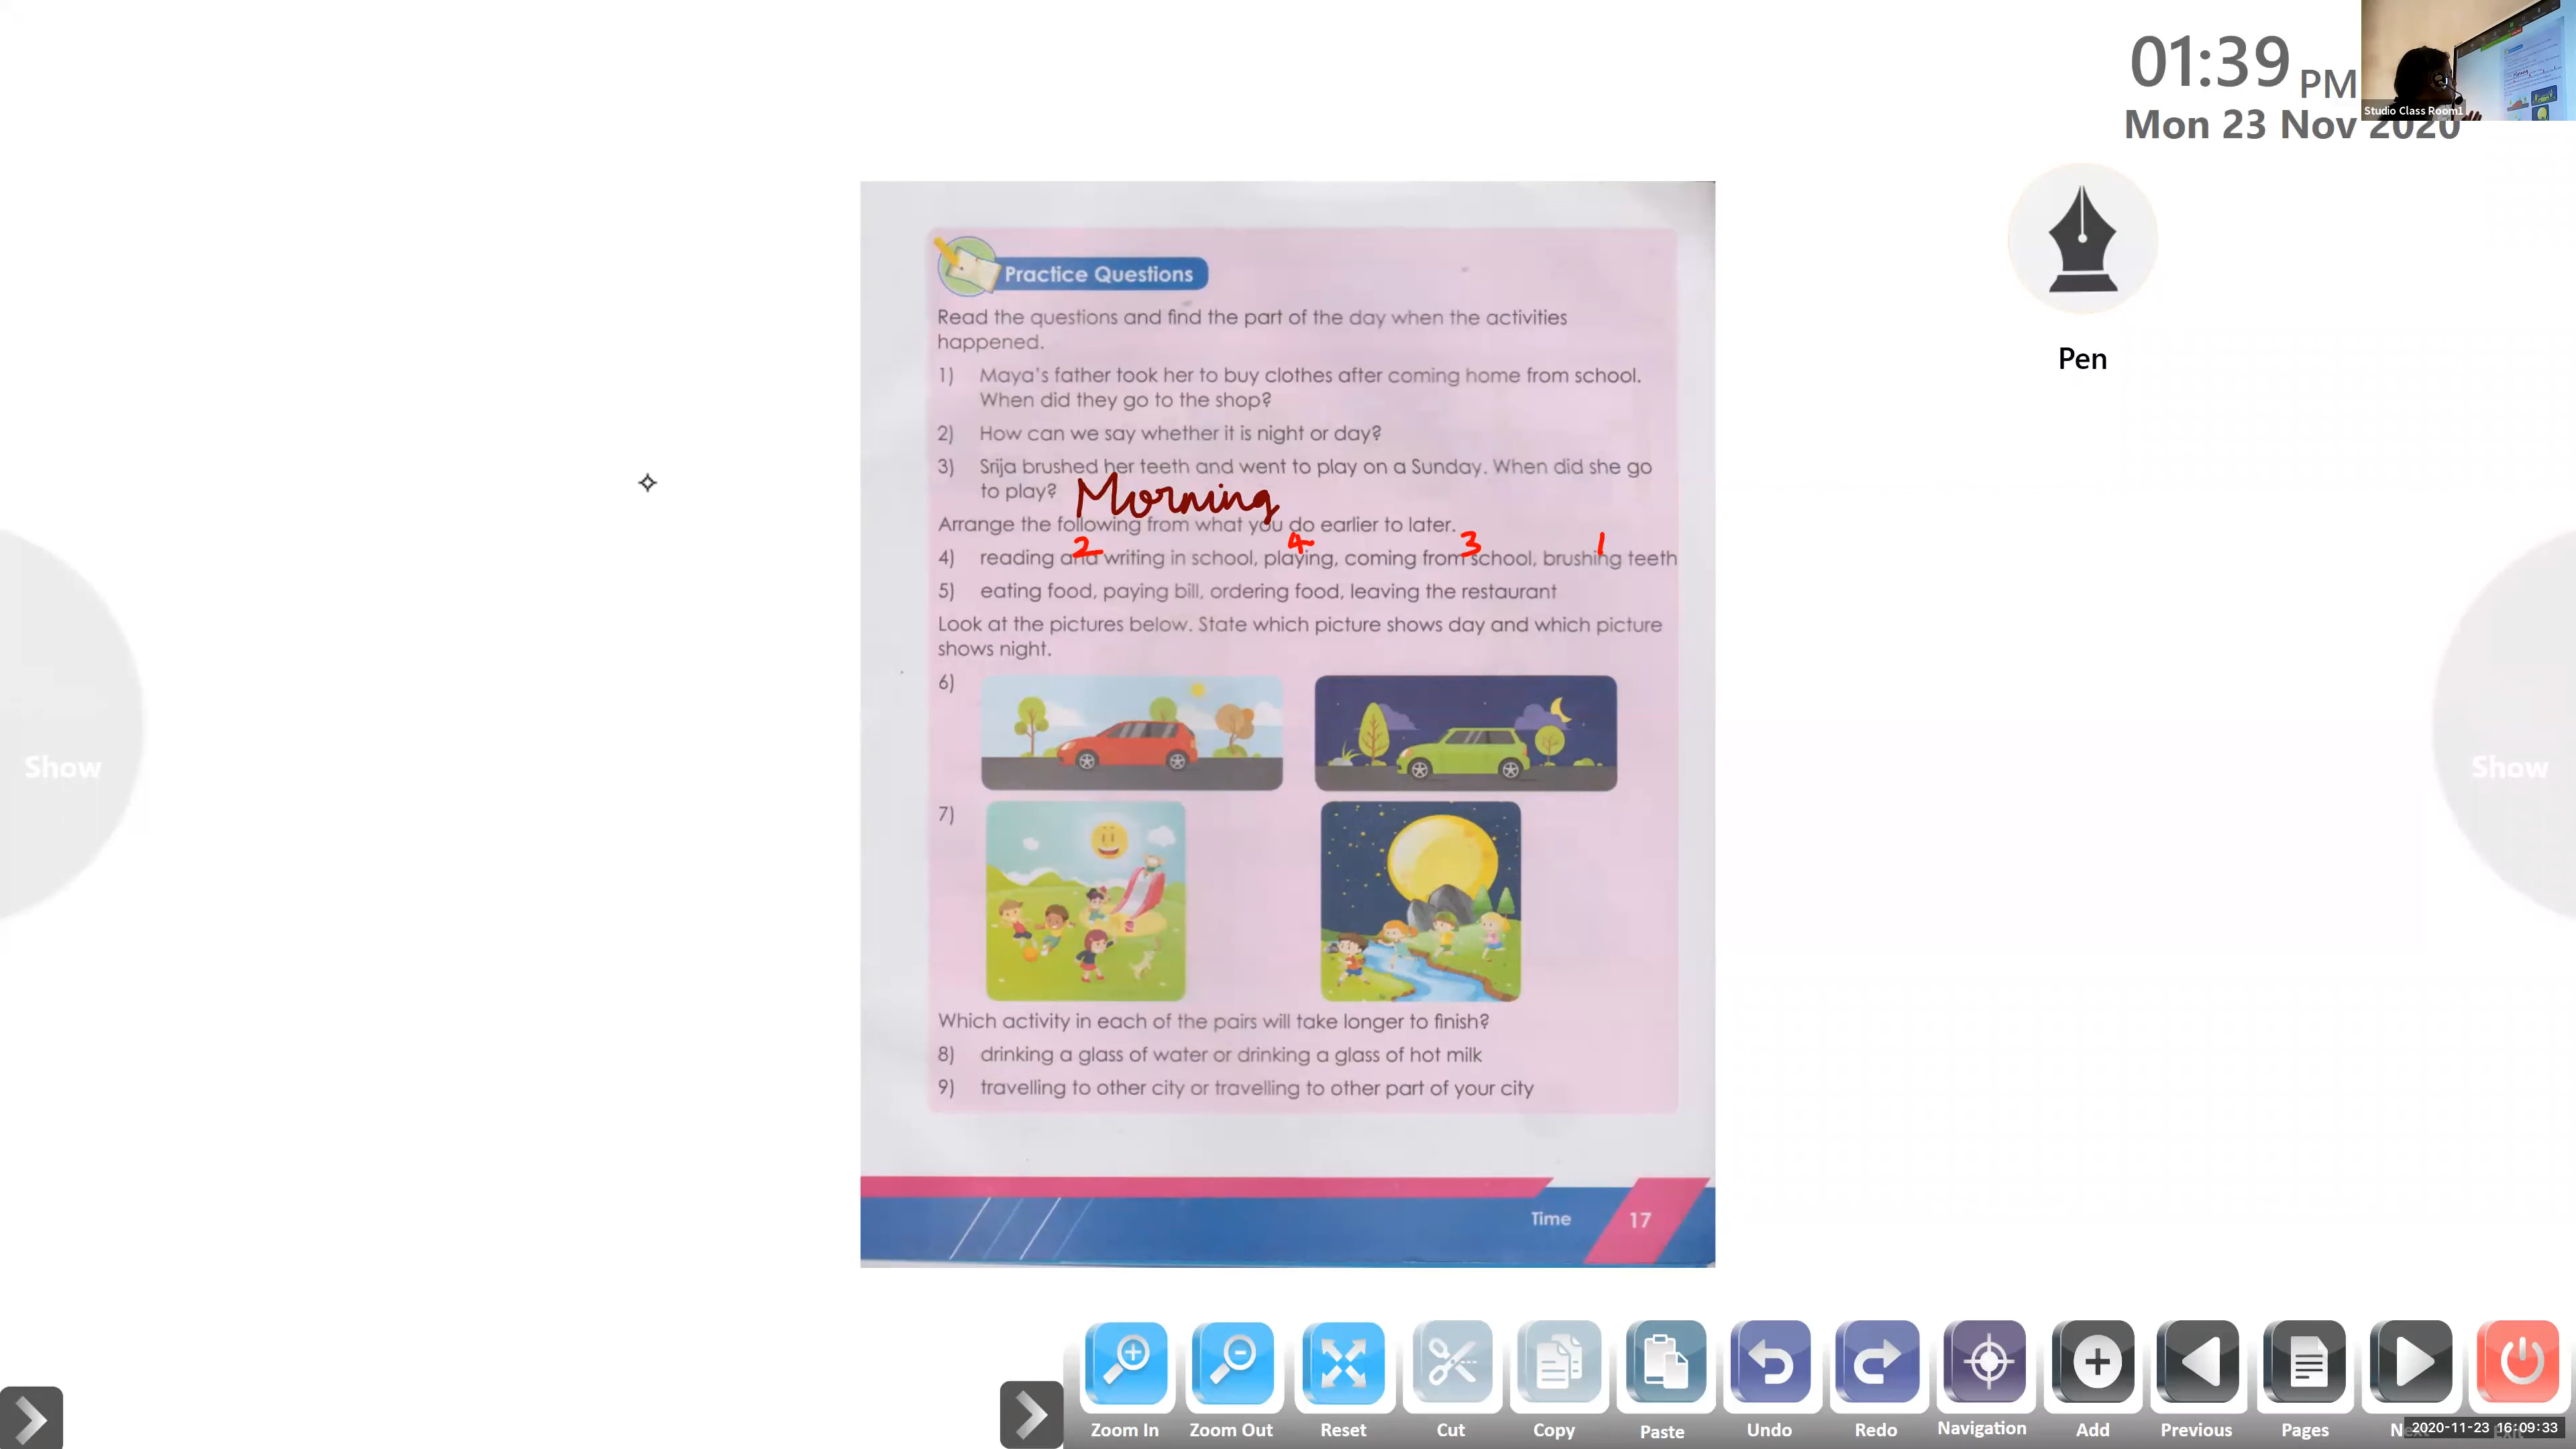 01:39 PM
Studio Class Room1
Mon 23 Nov 2020
Pen
Practice Questions
Read the questions and find the part of the day when the activities
happened.
1) Maya's father took her to buy clothes after coming home from school.
When did they go to the shop?
2) How can we say whether it is night or day?
3) Srija brushed her teeth and went to play on a Sunday. When did she go
to play? Morning
Arrange the following from what you do earlier to later.
2 4 3 1
4) reading and writing in school, playing, coming from school, brushing teeth
5) eating food, paying bill, ordering food, leaving the restaurant
Look at the pictures below. State which picture shows day and which picture
shows night.
6)
Show
Show
7)
Which activity in each of the pairs will take longer to finish?
8) drinking a glass of water or drinking a glass of hot milk
9) travelling to other city or travelling to other part of your city
Time 17
Zoom In Zoom Out Reset Cut Copy Paste Undo Redo Navigation Add Previous Pages
2020-11-23 16:09:33